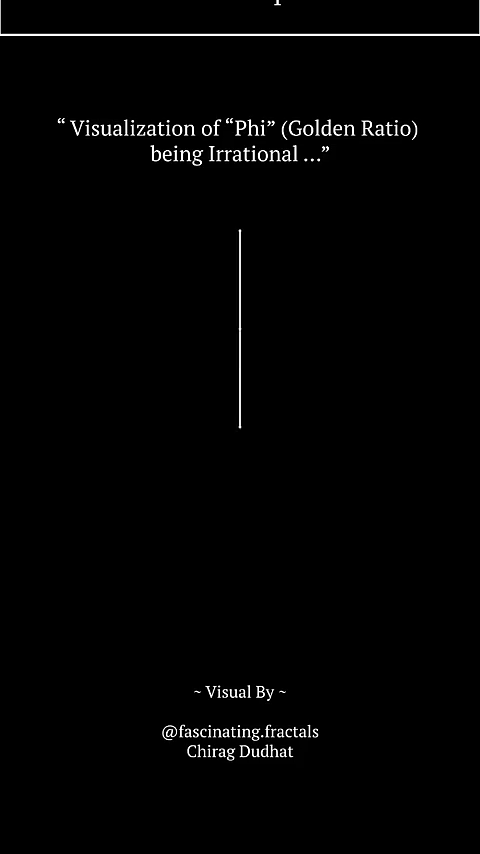 “ Visualization of “Phi” (Golden Ratio)
being Irrational ...”
~ Visual By ~
@fascinating.fractals
Chirag Dudhat